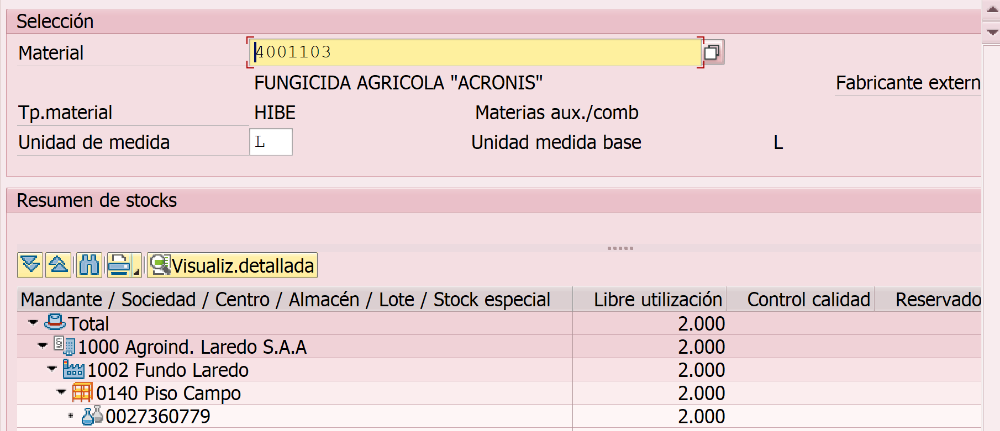 Selección
Material 4001103
FUNGICIDA AGRICOLA "ACRONIS" Fabricante extern
Tp.material HIBE Materias aux./comb
Unidad de medida L Unidad medida base L
Resumen de stocks
Visualiz.detallada
Mandante / Sociedad / Centro / Almacén / Lote / Stock especial Libre utilización Control calidad Reservado
Total 2.000
1000 Agroind. Laredo S.A.A 2.000
1002 Fundo Laredo 2.000
0140 Piso Campo 2.000
0027360779 2.000